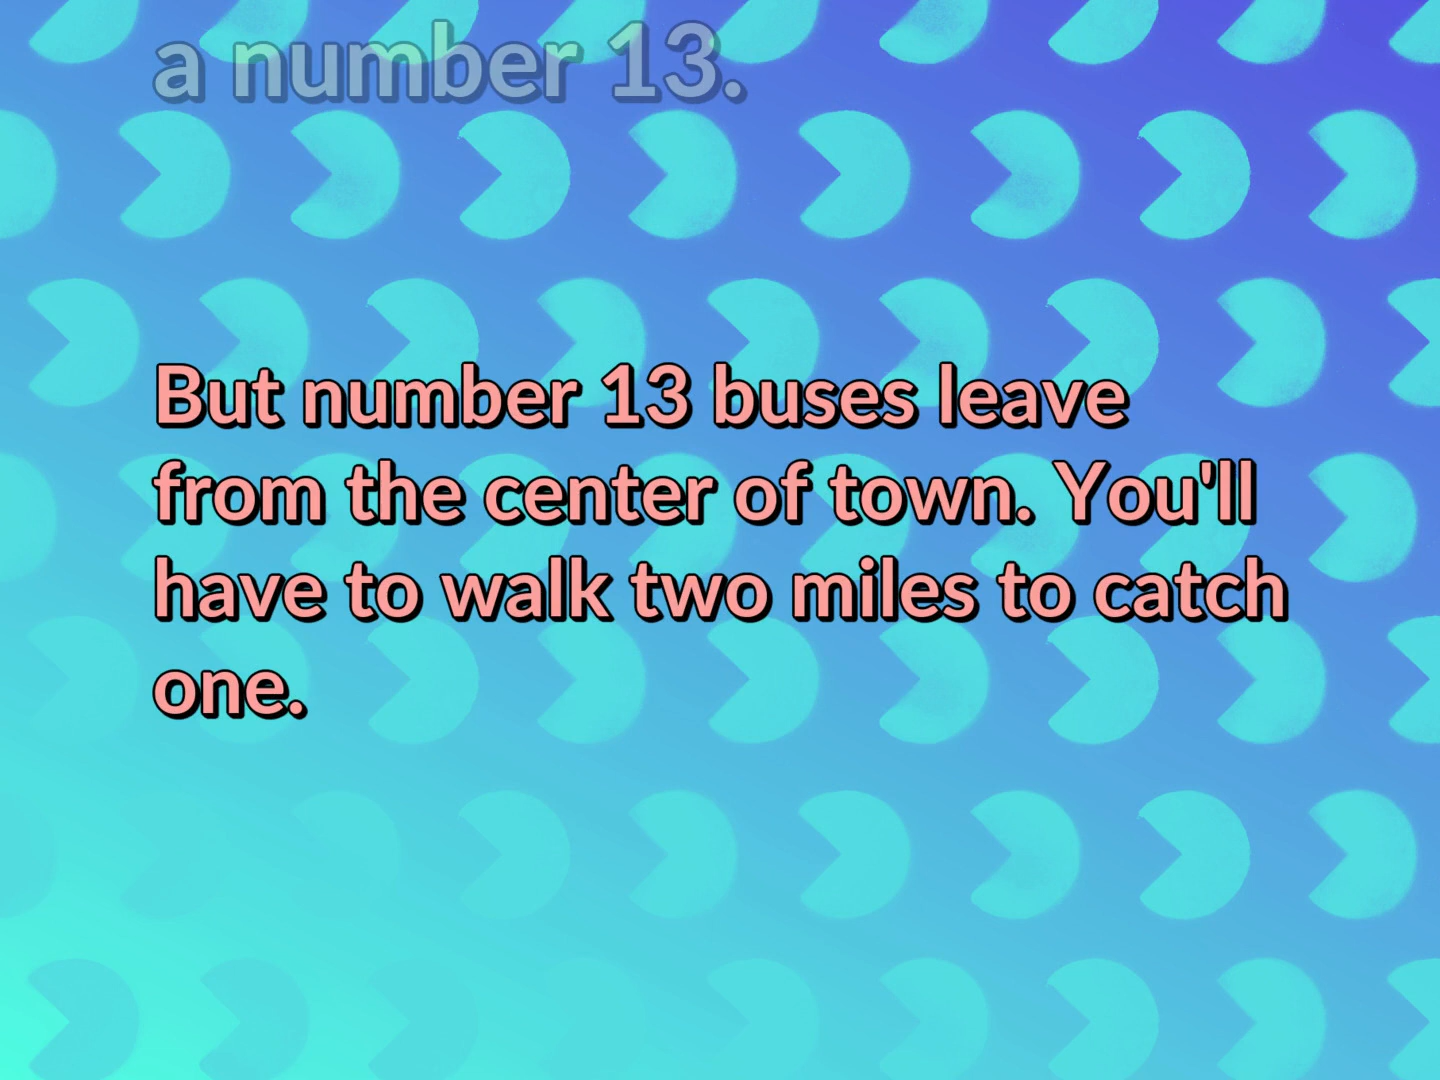 a number 13.
But number 13 buses leave
from the center of town. You'll
have to walk two miles to catch
one.